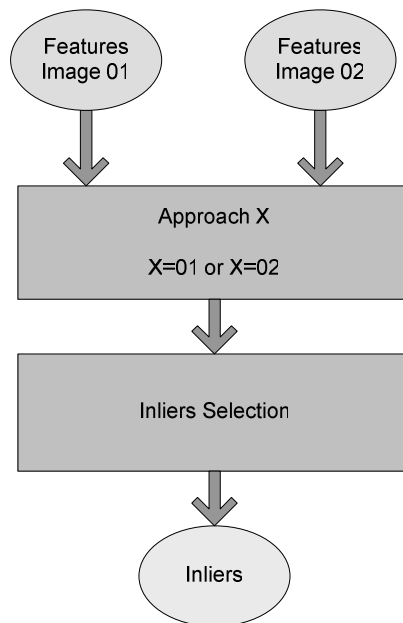 Features
Image 01
Features
Image 02
Approach X
X=01 or X=02
Inliers Selection
Inliers